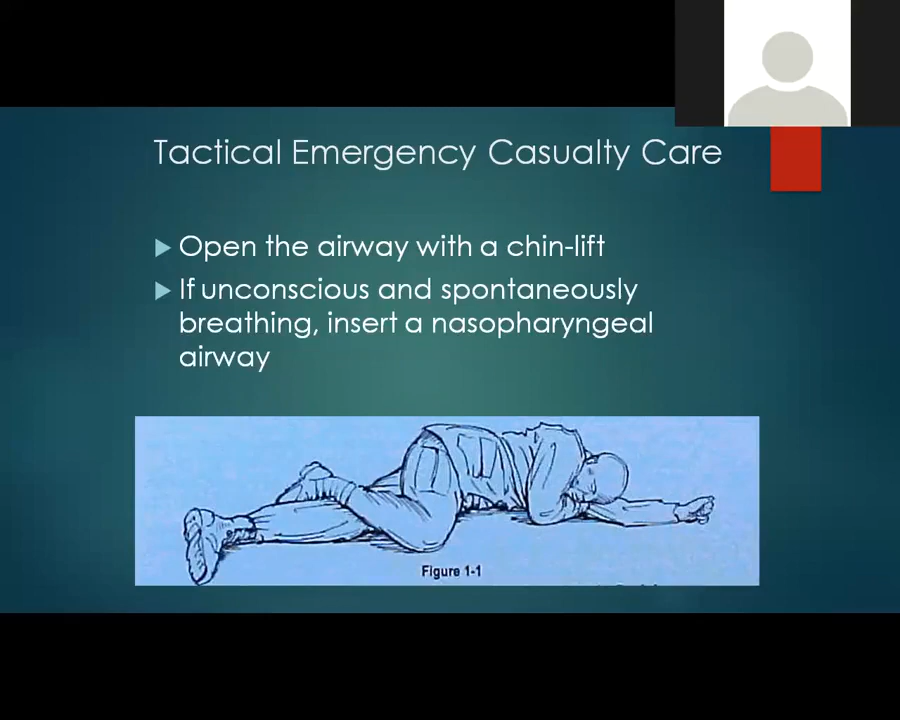 Tactical Emergency Casualty Care
Open the airway with a chin-lift
If unconscious and spontaneously
breathing, insert a nasopharyngeal
airway
Figure 1-1